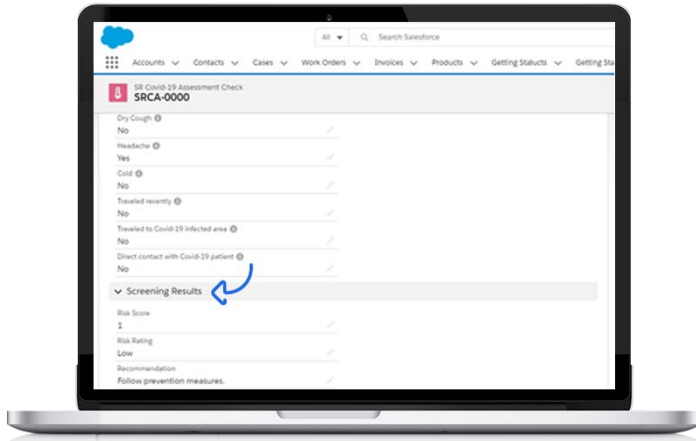 All
Search Salesforce
Accounts Contacts Cases Work Orders Invoices Products Getting Staducts Getting Sta
SR Covid-19 Assessment Check
SRCA-0000
Dry Cough
No
Headache
Yes
Cold
No
Traveled recently
No
Traveled to Covid-19 infected area
No
Direct contact with Covid-19 patient
No
Screening Results
Risk Score
1
Risk Rating
Low
Recommendation
Follow prevention measures.